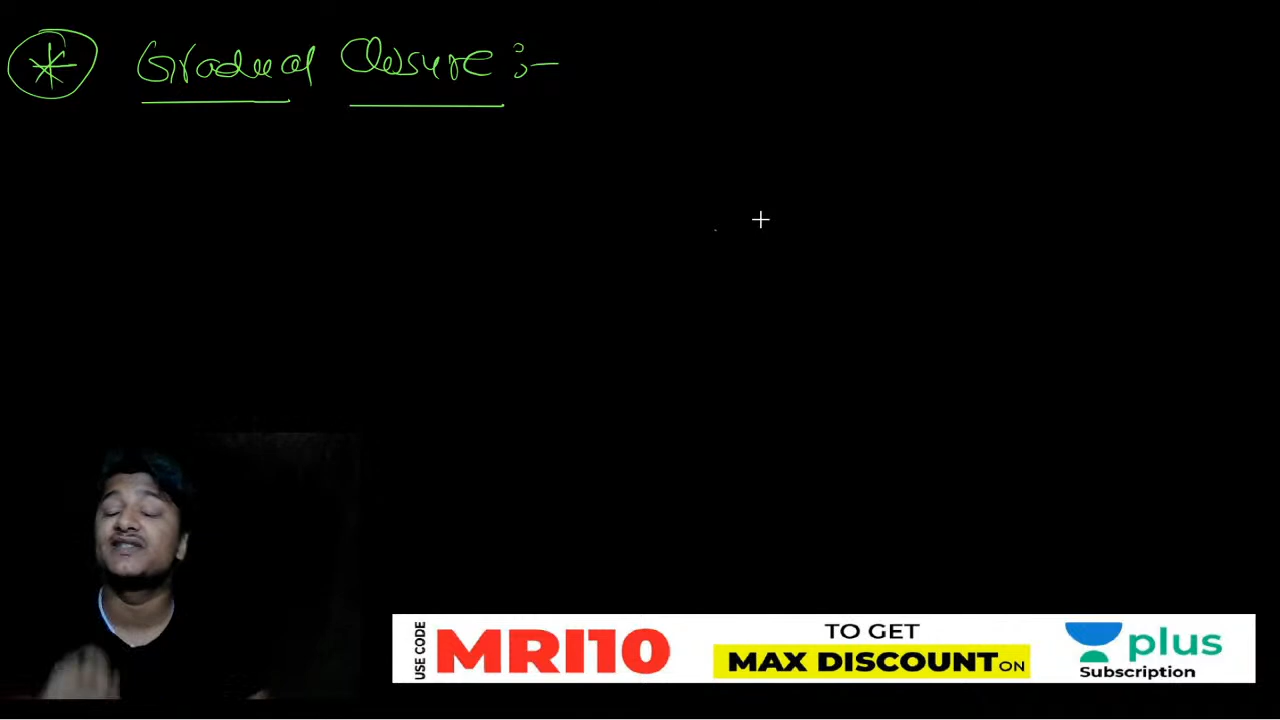 * Gradual Closure :-
USE CODE
MRI10
TO GET
MAX DISCOUNT ON
plus
Subscription